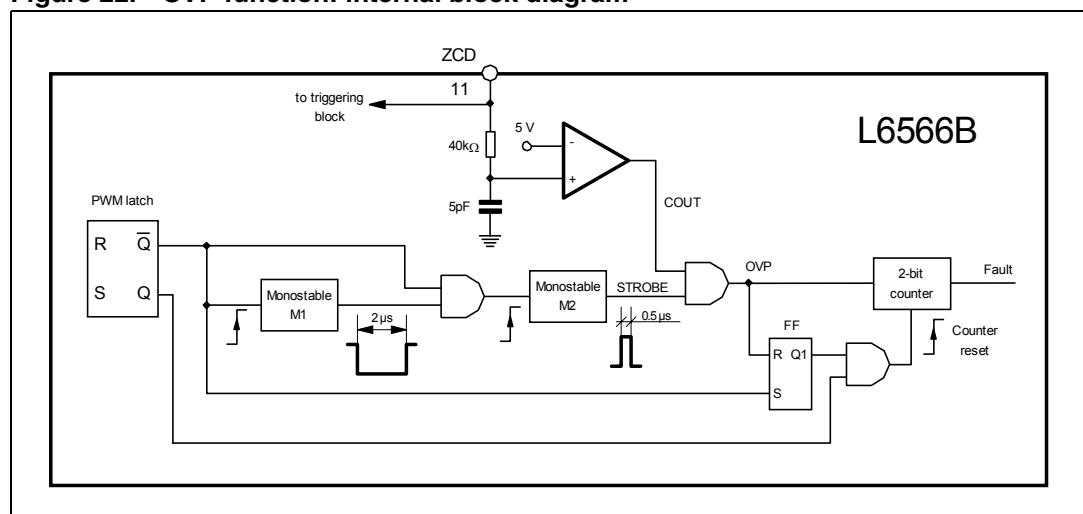 ZCD
11
to triggering
block
5 V
L6566B
40kΩ
-
+
5pF
COUT
PWM latch
R Q
S Q
OVP
2-bit
counter
Fault
Monostable
M1
Monostable
M2
STROBE
2 µs
0.5 µs
FF
Counter
reset
R Q1
S